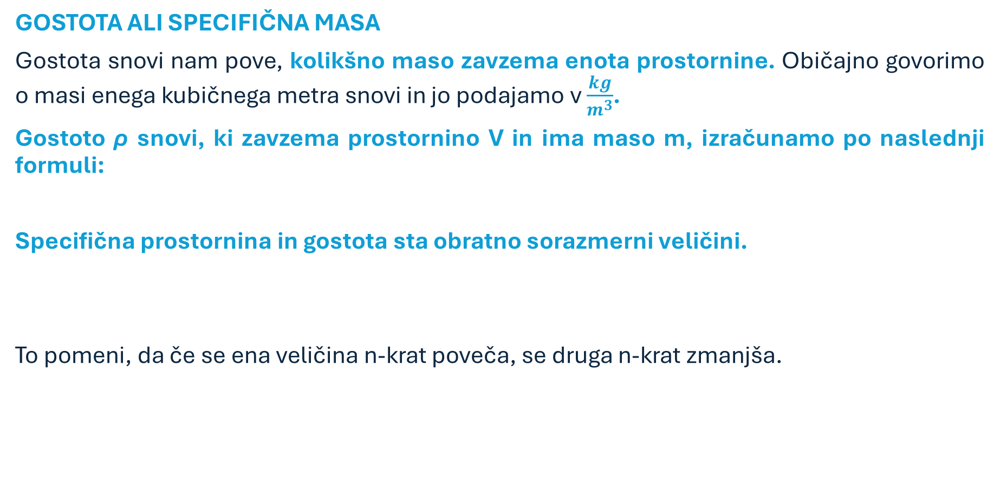 GOSTOTA ALI SPECIFIČNA MASA
Gostota snovi nam pove, kolikšno maso zavzema enota prostornine. Običajno govorimo
o masi enega kubičnega metra snovi in jo podajamo v kg/m³.
Gostoto ρ snovi, ki zavzema prostornino V in ima maso m, izračunamo po naslednji
formuli:
Specifična prostornina in gostota sta obratno sorazmerni veličini.
To pomeni, da če se ena veličina n-krat poveča, se druga n-krat zmanjša.